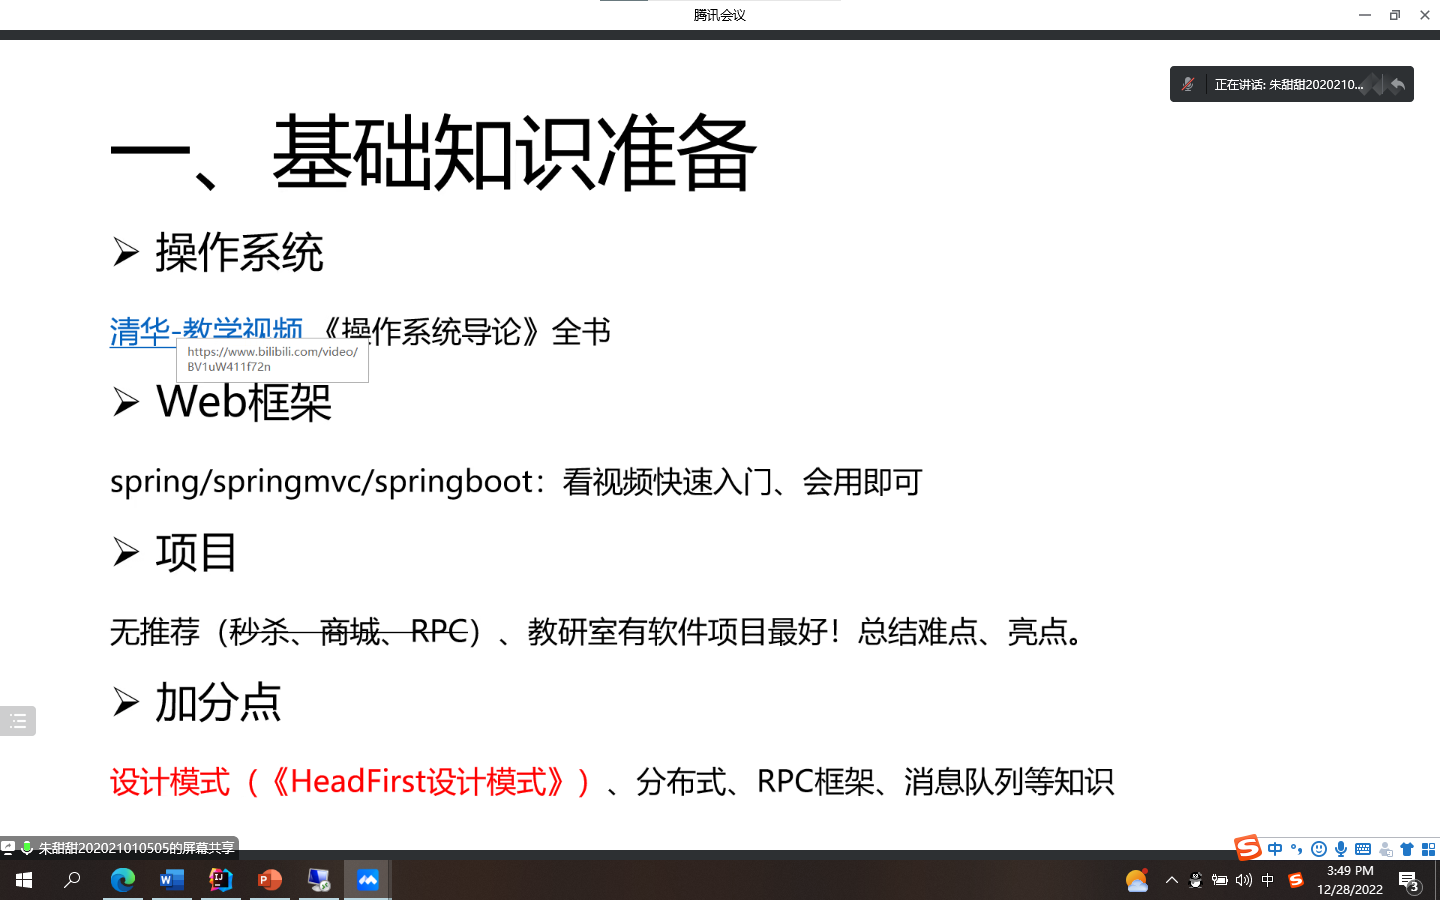 腾讯会议
正在讲话: 朱甜甜2020210...
一、基础知识准备
➢ 操作系统
清华-教学视频 《操作系统导论》全书
https://www.bilibili.com/video/
BV1uW411f72n
➢ Web框架
spring/springmvc/springboot：看视频快速入门、会用即可
➢ 项目
无推荐（秒杀、商城、RPC）、教研室有软件项目最好！总结难点、亮点。
➢ 加分点
设计模式（《HeadFirst设计模式》）、分布式、RPC框架、消息队列等知识
朱甜甜202021010505的屏幕共享
中
中
3:49 PM
12/28/2022
3